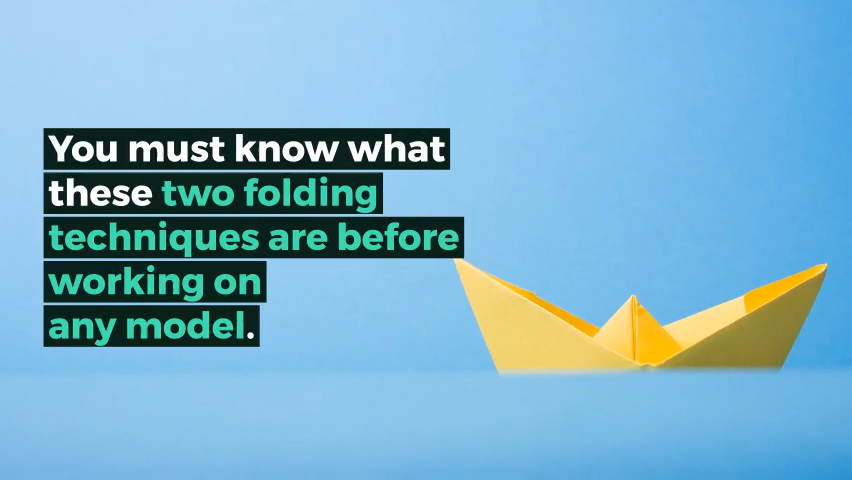 You must know what
these two folding
techniques are before
working on
any model.